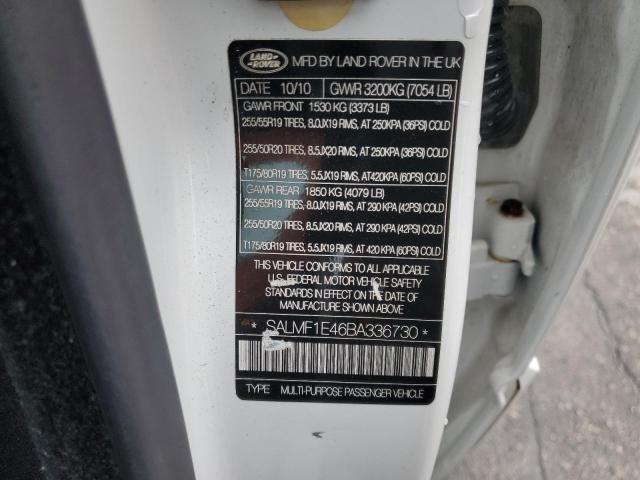 LAND ROVER
MFD BY LAND ROVER IN THE UK
DATE 10/10 GVWR 3200KG (7054 LB)
GAWR FRONT 1530 KG (3373 LB)
255/55R19 TIRES, 8.0JX19 RIMS, AT 250KPA (36PSI) COLD
255/50R20 TIRES, 8.5JX20 RIMS, AT 250KPA (36PSI) COLD
T175/80R19 TIRES, 5.5JX19 RIMS, AT 420KPA (60PSI) COLD
GAWR REAR 1850 KG (4079 LB)
255/55R19 TIRES, 8.0JX19 RIMS, AT 290 KPA (42PSI) COLD
255/50R20 TIRES, 8.5JX20 RIMS, AT 290 KPA (42PSI) COLD
T175/80R19 TIRES, 5.5JX19 RIMS, AT 420 KPA (60PSI) COLD
THIS VEHICLE CONFORMS TO ALL APPLICABLE
U.S. FEDERAL MOTOR VEHICLE SAFETY
STANDARDS IN EFFECT ON THE DATE OF
MANUFACTURE SHOWN ABOVE
* SALMF1E46BA336730 *
TYPE MULTI-PURPOSE PASSENGER VEHICLE